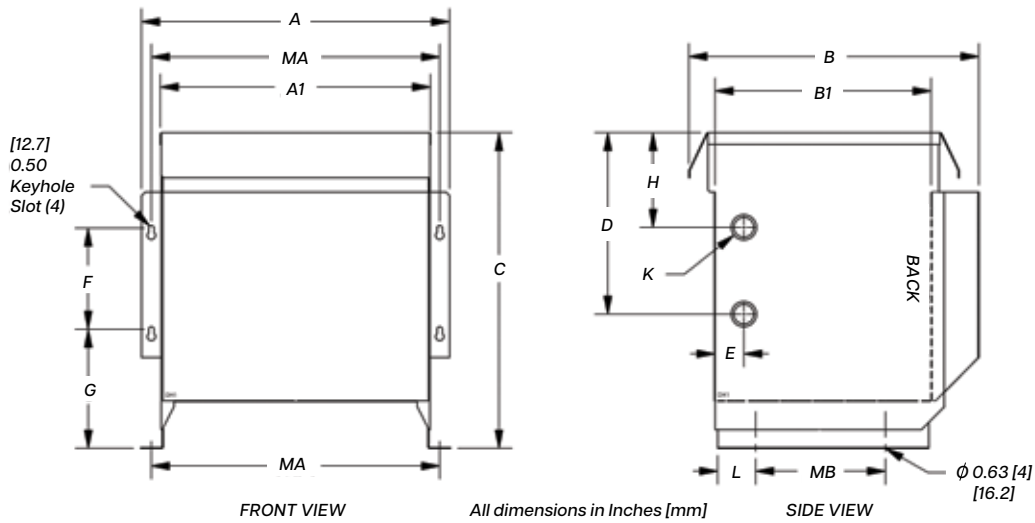 A
MA
A1
[12.7]
0.50
Keyhole
Slot (4)
F
G
C
MA
FRONT VIEW
All dimensions in Inches [mm]
B
B1
H
D
K
E
BACK
L
MB
ϕ 0.63 [4]
[16.2]
SIDE VIEW